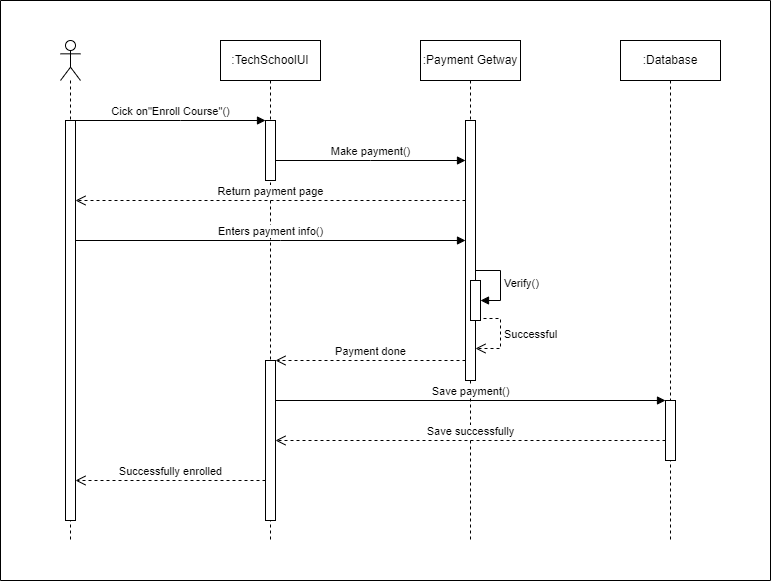 :TechSchoolUI
:Payment Getway
:Database
Cick on"Enroll Course"()
Make payment()
Return payment page
Enters payment info()
Verify()
Successful
Payment done
Save payment()
Save successfully
Successfully enrolled